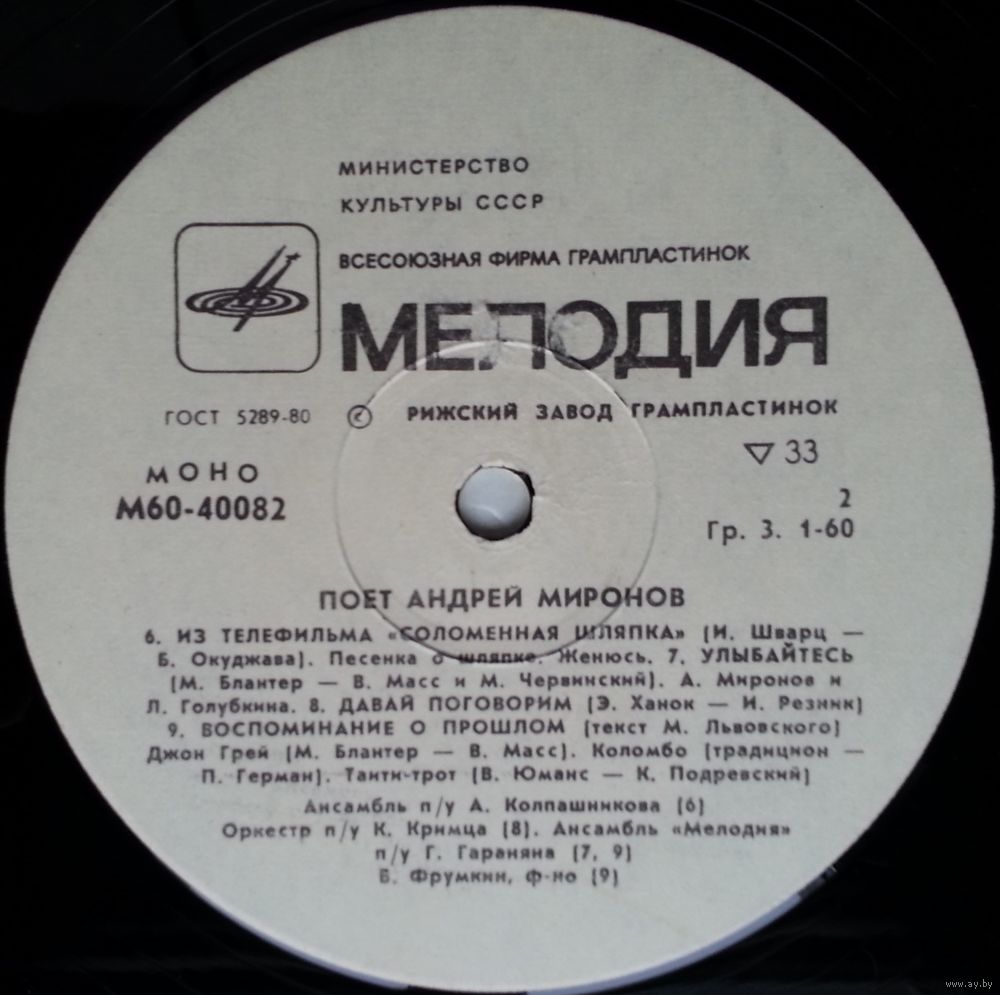 МИНИСТЕРСТВО
КУЛЬТУРЫ СССР
ВСЕСОЮЗНАЯ ФИРМА ГРАМПЛАСТИНОК
МЕЛОДИЯ
ГОСТ 5289-80 РИЖСКИЙ ЗАВОД ГРАМПЛАСТИНОК
▽ 33
МОНО
М60-40082
2
Гр. 3. 1-60
ПОЕТ АНДРЕЙ МИРОНОВ
6. ИЗ ТЕЛЕФИЛЬМА «СОЛОМЕННАЯ ШЛЯПКА» (И. Шварц —
Б. Окуджава). Песенка о шляпке. Женюсь. 7. УЛЫБАЙТЕСЬ
(М. Блантер — В. Масс и М. Червинский). А. Миронов и
Л. Голубкина. 8. ДАВАЙ ПОГОВОРИМ (Э. Ханок — И. Резник)
9. ВОСПОМИНАНИЕ О ПРОШЛОМ (текст М. Львовского)
Джон Грей (М. Блантер — В. Масс). Коломбо (традицион —
П. Герман). Танти-трот (В. Юманс — К. Подревский)
Ансамбль п/у А. Колпашникова (6)
Оркестр п/у К. Кримца (8). Ансамбль «Мелодия»
п/у Г. Гараняна (7, 9)
Б. Фрумкин, ф-но (9)
www.ay.by